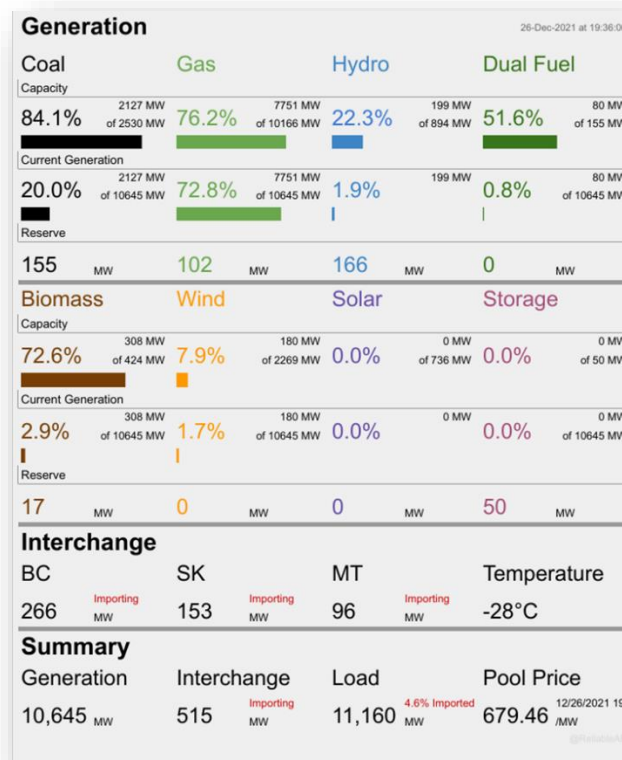 Generation 26-Dec-2021 at 19:36:0
Coal Gas Hydro Dual Fuel
Capacity
84.1% 2127 MW of 2530 MW 76.2% 7751 MW of 10166 MW 22.3% 199 MW of 894 MW 51.6% 80 MW of 155 MW
Current Generation
20.0% 2127 MW of 10645 MW 72.8% 7751 MW of 10645 MW 1.9% 199 MW 0.8% 80 MW of 10645 MW
Reserve
155 MW 102 MW 166 MW 0 MW
Biomass Wind Solar Storage
Capacity
72.6% 308 MW of 424 MW 7.9% 180 MW of 2269 MW 0.0% 0 MW of 736 MW 0.0% 0 MW of 50 MW
Current Generation
2.9% 308 MW of 10645 MW 1.7% 180 MW of 10645 MW 0.0% 0 MW 0.0% 0 MW of 10645 MW
Reserve
17 MW 0 MW 0 MW 50 MW
Interchange
BC SK MT Temperature
266 Importing MW 153 Importing MW 96 Importing MW -28°C
Summary
Generation Interchange Load Pool Price
10,645 MW 515 Importing MW 11,160 4.6% Imported MW 679.46 12/26/2021 19 /MW